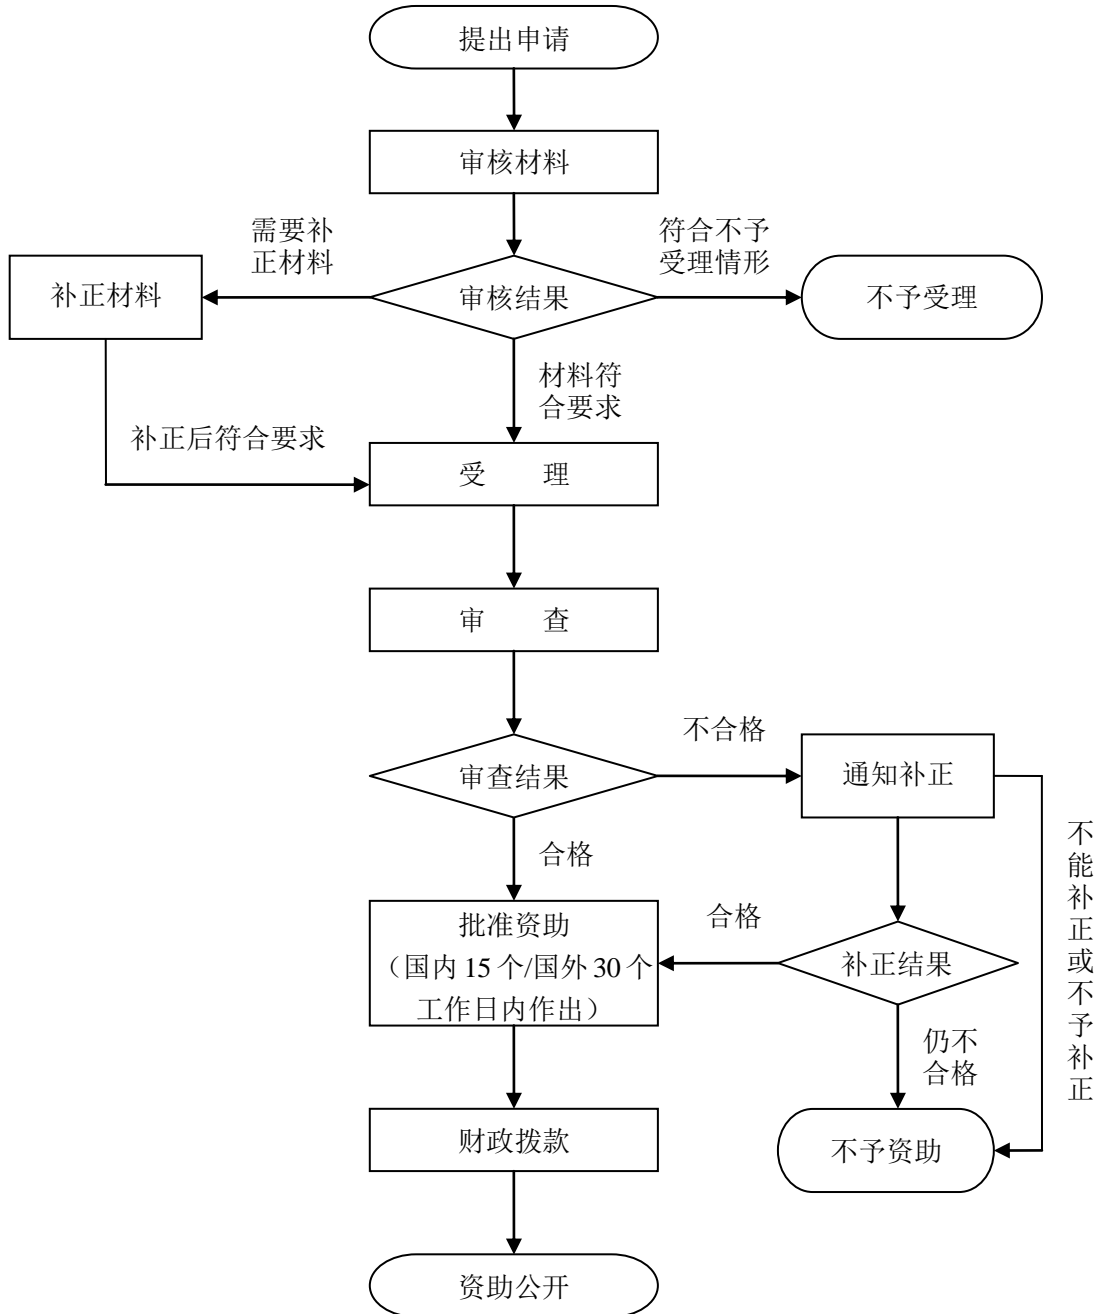 提出申请
审核材料
需要补
正材料
符合不予
受理情形
补正材料
审核结果
不予受理
材料符
合要求
补正后符合要求
受 理
审 查
不合格
审查结果
通知补正
合格
不能补正或不予补正
批准资助
（国内 15 个/国外 30 个
工作日内作出）
合格
补正结果
仍不
合格
财政拨款
不予资助
资助公开